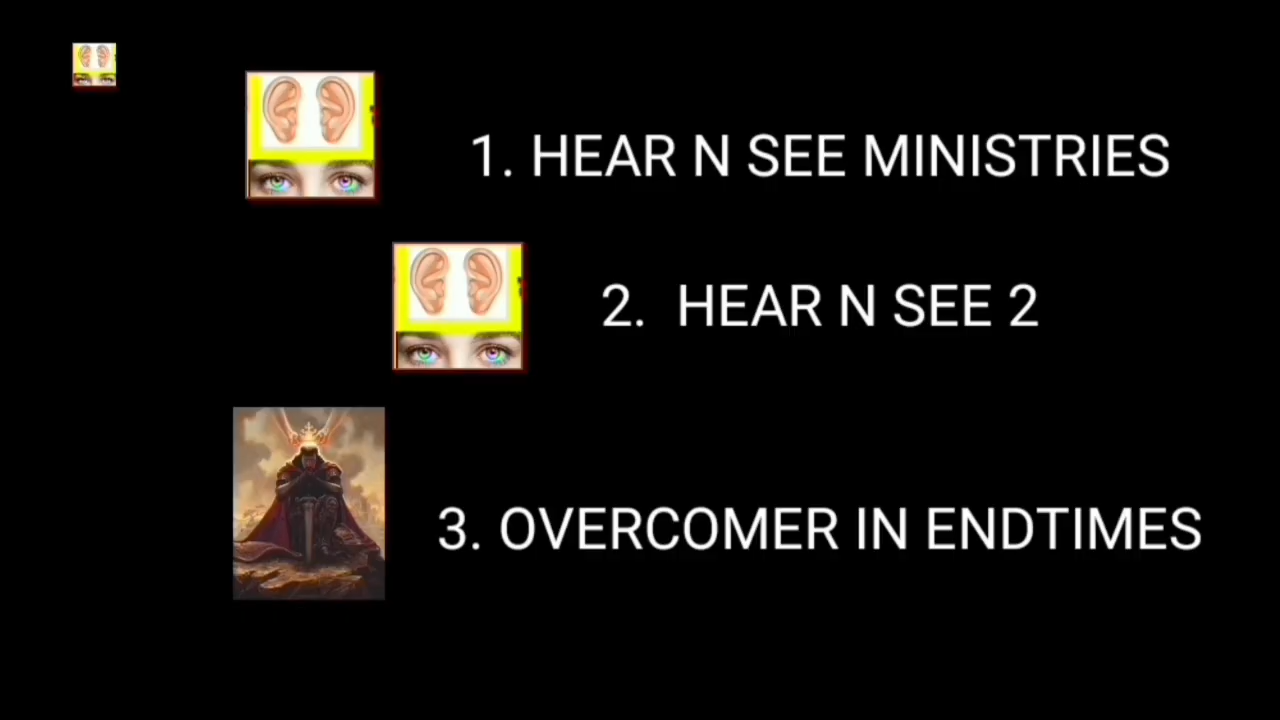 1. HEAR N SEE MINISTRIES
2. HEAR N SEE 2
3. OVERCOMER IN ENDTIMES